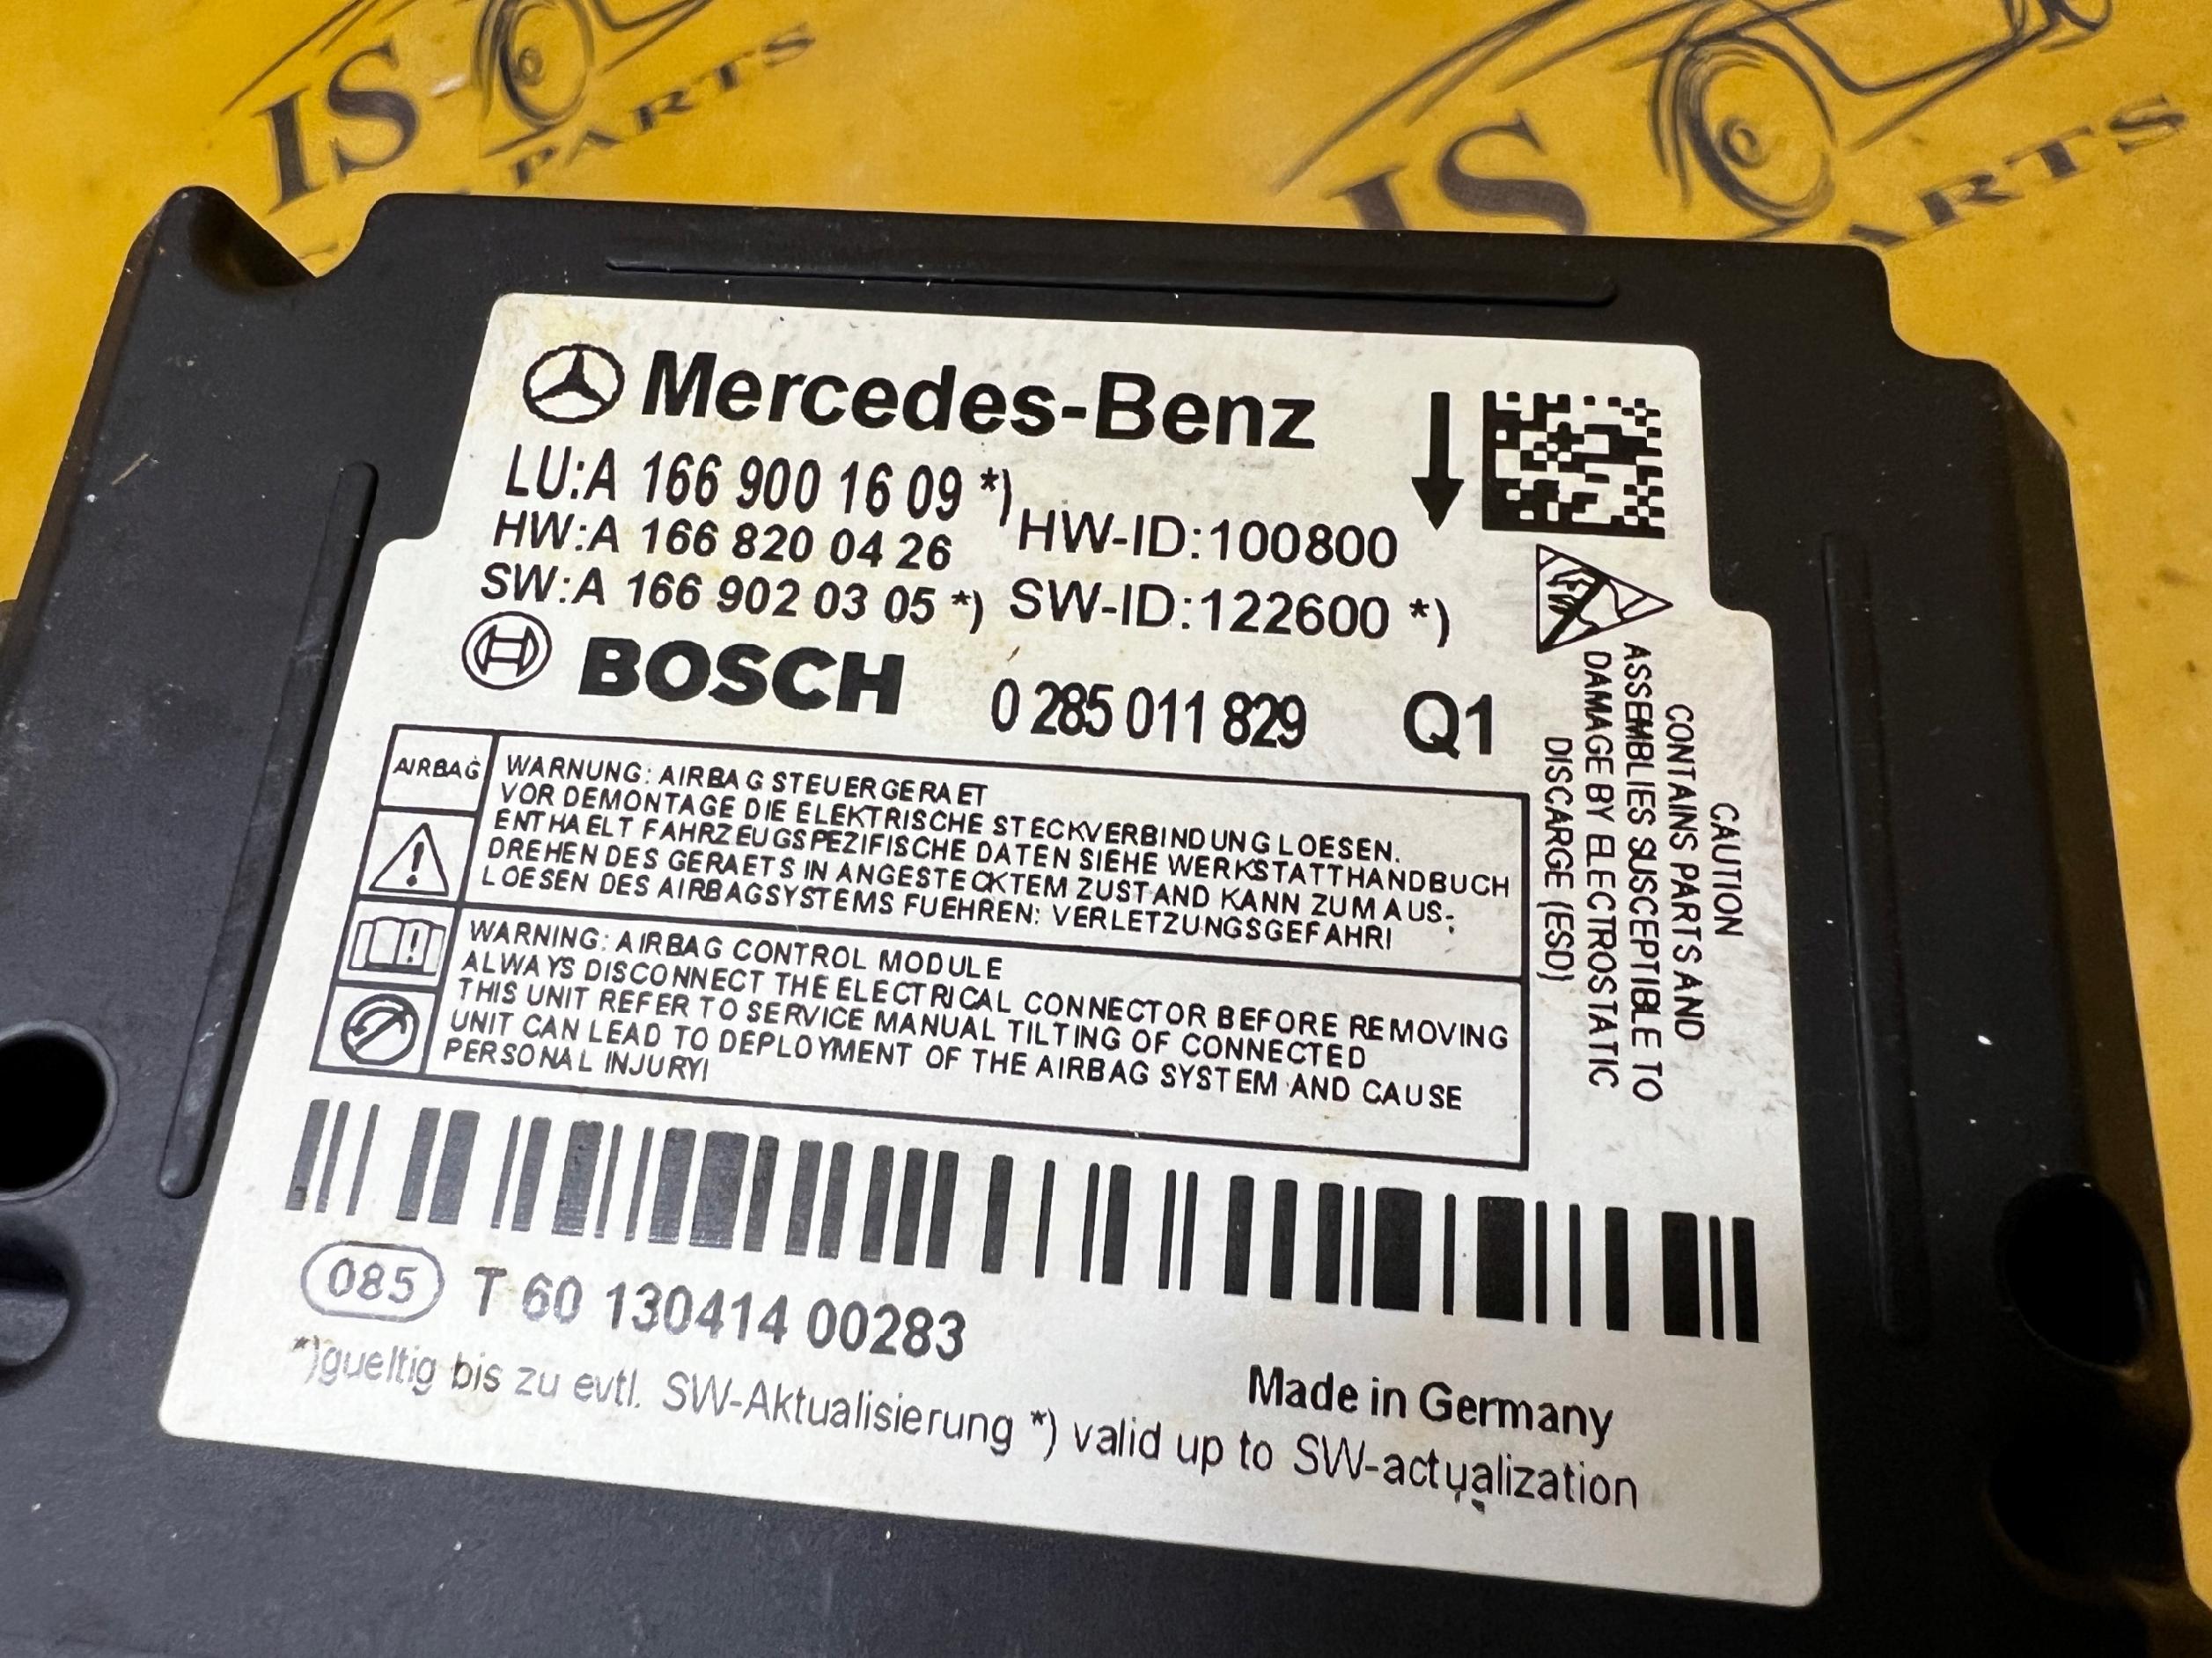 IS
PARTS
IS
PARTS
Mercedes-Benz
LU:A 166 900 16 09 *)
HW-ID:100800
HW:A 166 820 04 26
SW:A 166 902 03 05 *) SW-ID:122600 *)
BOSCH 0 285 011 829 Q1
AIRBAG
WARNUNG: AIRBAG STEUERGERAET
VOR DEMONTAGE DIE ELEKTRISCHE STECKVERBINDUNG LOESEN.
ENTHAELT FAHRZEUGSPEZIFISCHE DATEN SIEHE WERKSTATTHANDBUCH
DREHEN DES GERAETS IN ANGESTECKTEM ZUSTAND KANN ZUM AUS-
LOESEN DES AIRBAGSYSTEMS FUEHREN: VERLETZUNGSGEFAHR!
WARNING: AIRBAG CONTROL MODULE
ALWAYS DISCONNECT THE ELECTRICAL CONNECTOR BEFORE REMOVING
THIS UNIT REFER TO SERVICE MANUAL TILTING OF CONNECTED
UNIT CAN LEAD TO DEPLOYMENT OF THE AIRBAG SYSTEM AND CAUSE
PERSONAL INJURY!
CAUTION
CONTAINS PARTS AND
ASSEMBLIES SUSCEPTIBLE TO
DAMAGE BY ELECTROSTATIC
DISCARGE (ESD)
085 T 60 130414 00283
Made in Germany
*)gueltig bis zu evtl. SW-Aktualisierung *) valid up to SW-actualization